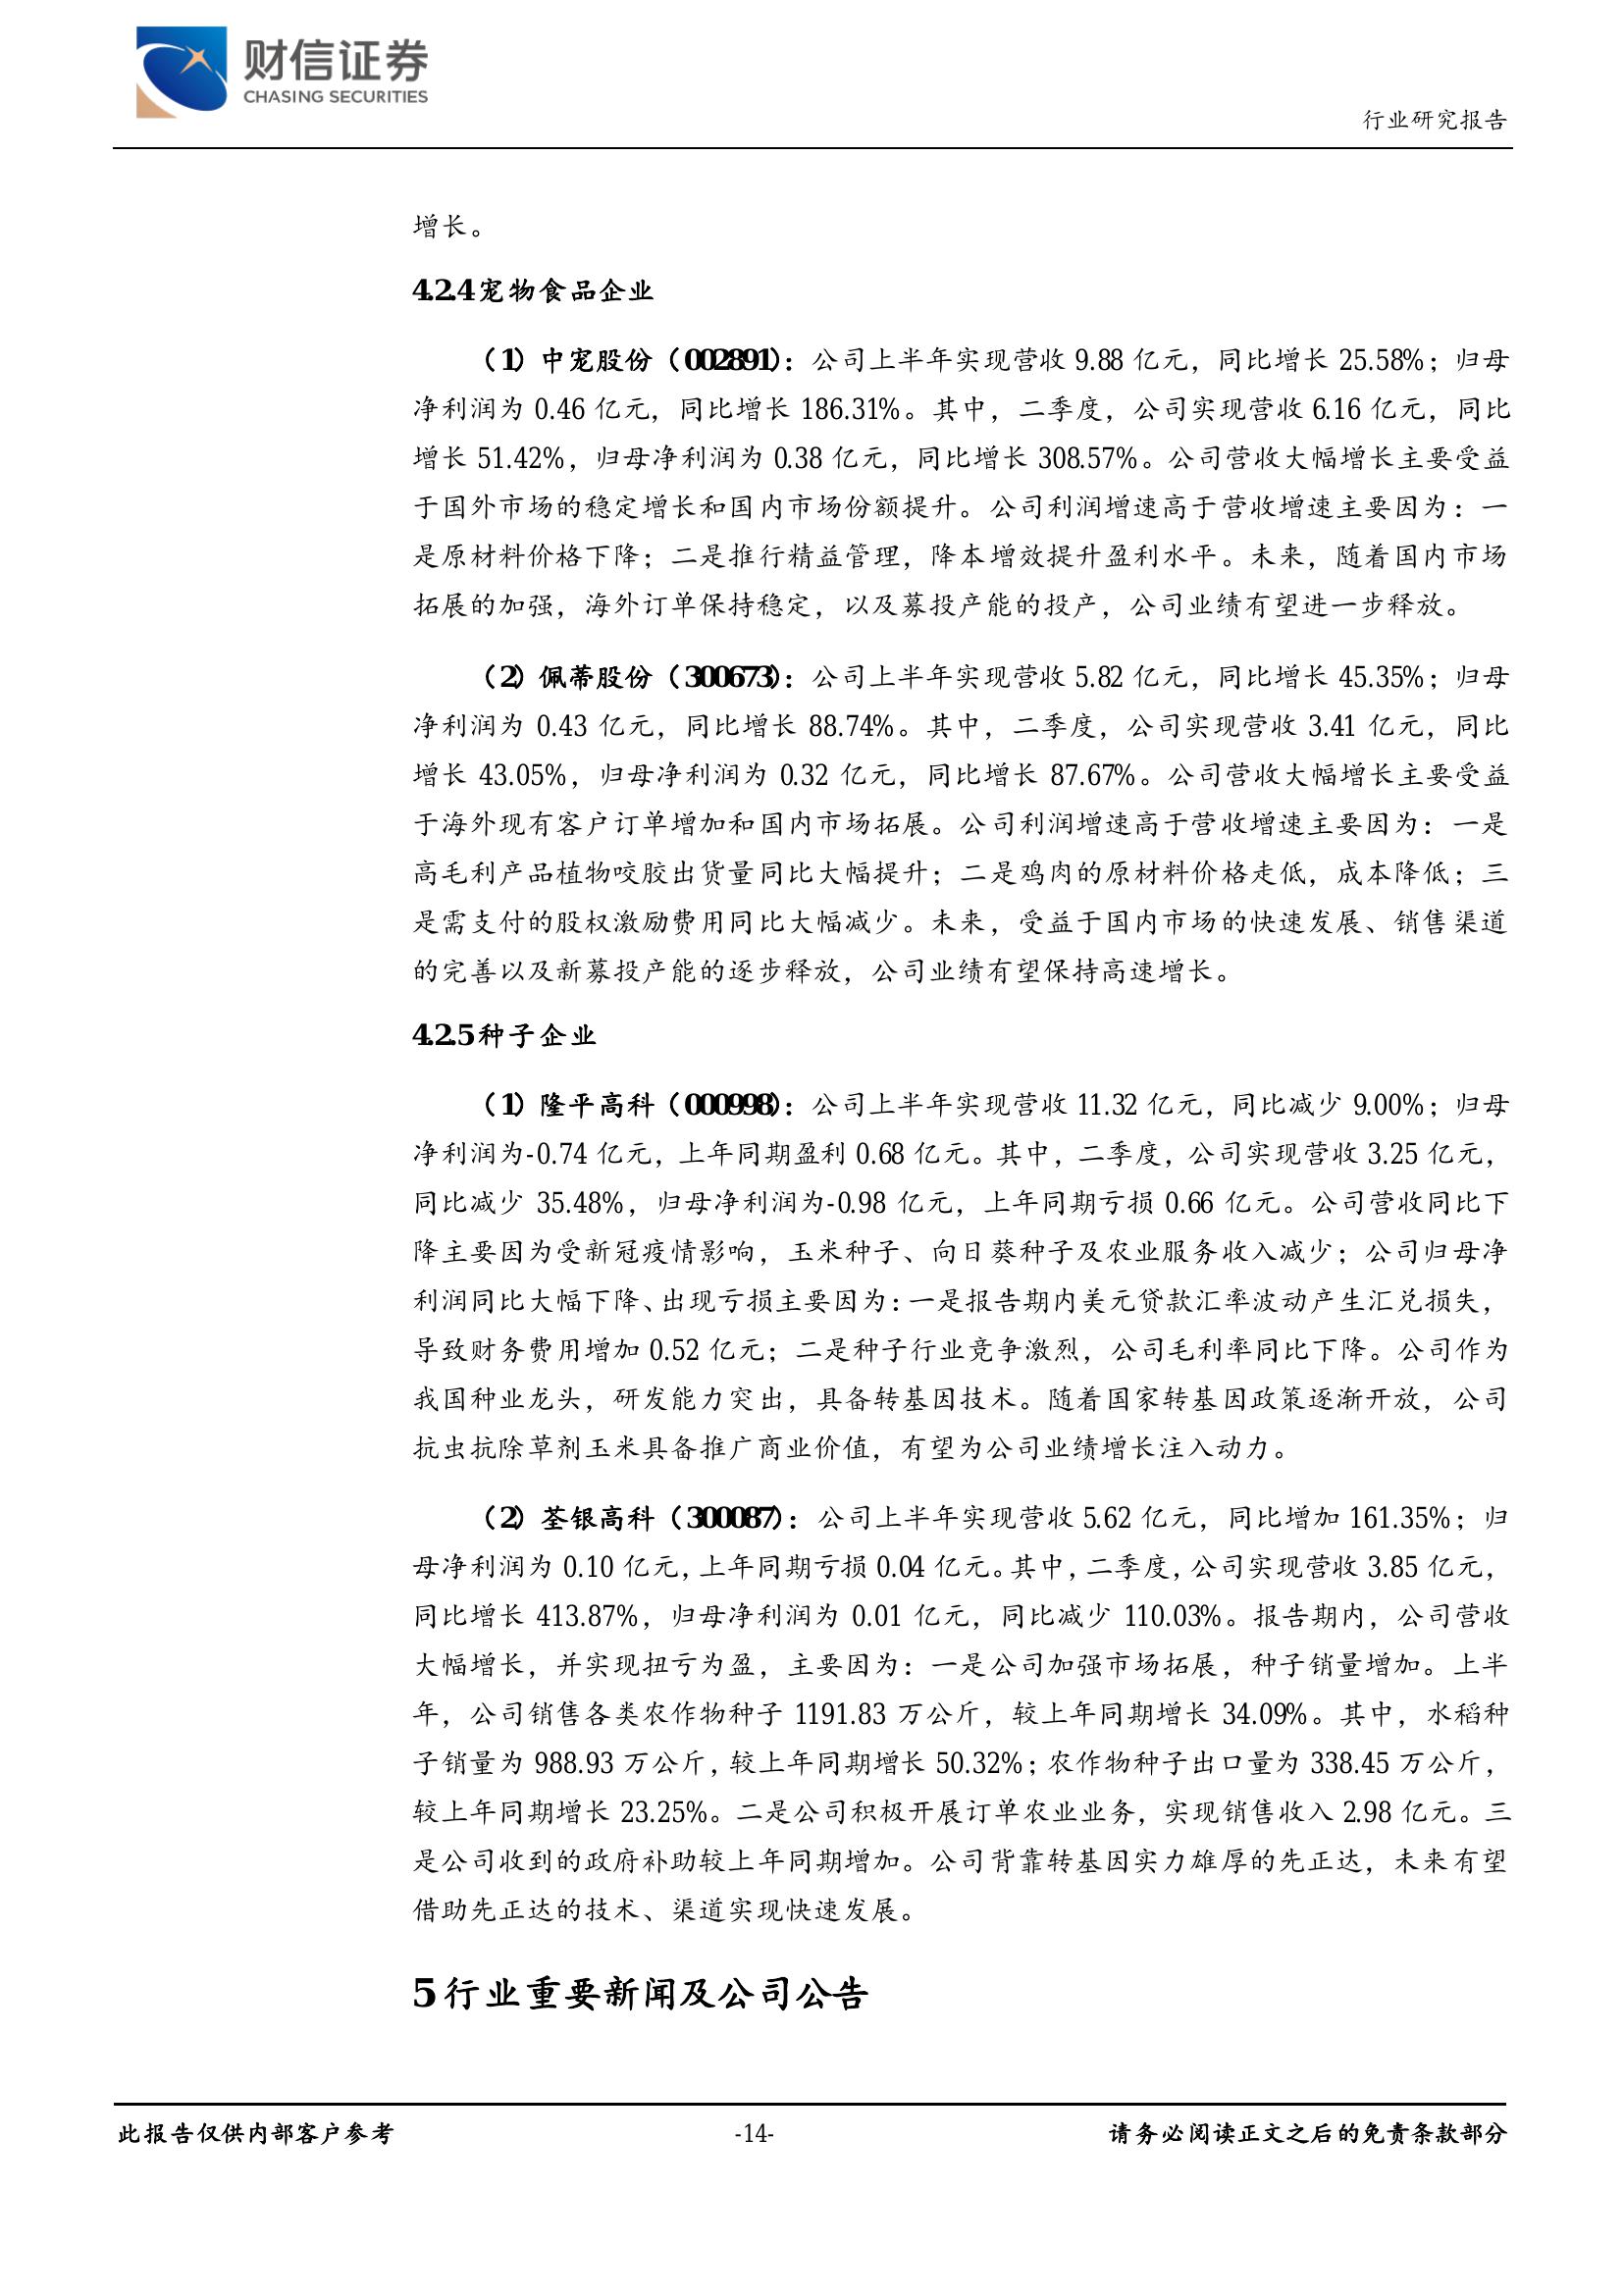 财信证券
CHASING SECURITIES
行业研究报告
增长。
4.2.4 宠物食品企业
（1）中宠股份（002891）：公司上半年实现营收 9.88 亿元，同比增长 25.58%；归母
净利润为 0.46 亿元，同比增长 186.31%。其中，二季度，公司实现营收 6.16 亿元，同比
增长 51.42%，归母净利润为 0.38 亿元，同比增长 308.57%。公司营收大幅增长主要受益
于国外市场的稳定增长和国内市场份额提升。公司利润增速高于营收增速主要因为：一
是原材料价格下降；二是推行精益管理，降本增效提升盈利水平。未来，随着国内市场
拓展的加强，海外订单保持稳定，以及募投产能的投产，公司业绩有望进一步释放。
（2）佩蒂股份（300673）：公司上半年实现营收 5.82 亿元，同比增长 45.35%；归母
净利润为 0.43 亿元，同比增长 88.74%。其中，二季度，公司实现营收 3.41 亿元，同比
增长 43.05%，归母净利润为 0.32 亿元，同比增长 87.67%。公司营收大幅增长主要受益
于海外现有客户订单增加和国内市场拓展。公司利润增速高于营收增速主要因为：一是
高毛利产品植物咬胶出货量同比大幅提升；二是鸡肉的原材料价格走低，成本降低；三
是需支付的股权激励费用同比大幅减少。未来，受益于国内市场的快速发展、销售渠道
的完善以及新募投产能的逐步释放，公司业绩有望保持高速增长。
4.2.5 种子企业
（1）隆平高科（000998）：公司上半年实现营收 11.32 亿元，同比减少 9.00%；归母
净利润为-0.74 亿元，上年同期盈利 0.68 亿元。其中，二季度，公司实现营收 3.25 亿元，
同比减少 35.48%，归母净利润为-0.98 亿元，上年同期亏损 0.66 亿元。公司营收同比下
降主要因为受新冠疫情影响，玉米种子、向日葵种子及农业服务收入减少；公司归母净
利润同比大幅下降、出现亏损主要因为：一是报告期内美元贷款汇率波动产生汇兑损失，
导致财务费用增加 0.52 亿元；二是种子行业竞争激烈，公司毛利率同比下降。公司作为
我国种业龙头，研发能力突出，具备转基因技术。随着国家转基因政策逐渐开放，公司
抗虫抗除草剂玉米具备推广商业价值，有望为公司业绩增长注入动力。
（2）荃银高科（300087）：公司上半年实现营收 5.62 亿元，同比增加 161.35%；归
母净利润为 0.10 亿元，上年同期亏损 0.04 亿元。其中，二季度，公司实现营收 3.85 亿元，
同比增长 413.87%，归母净利润为 0.01 亿元，同比减少 110.03%。报告期内，公司营收
大幅增长，并实现扭亏为盈，主要因为：一是公司加强市场拓展，种子销量增加。上半
年，公司销售各类农作物种子 1191.83 万公斤，较上年同期增长 34.09%。其中，水稻种
子销量为 988.93 万公斤，较上年同期增长 50.32%；农作物种子出口量为 338.45 万公斤，
较上年同期增长 23.25%。二是公司积极开展订单农业业务，实现销售收入 2.98 亿元。三
是公司收到的政府补助较上年同期增加。公司背靠转基因实力雄厚的先正达，未来有望
借助先正达的技术、渠道实现快速发展。
5 行业重要新闻及公司公告
此报告仅供内部客户参考
-14-
请务必阅读正文之后的免责条款部分